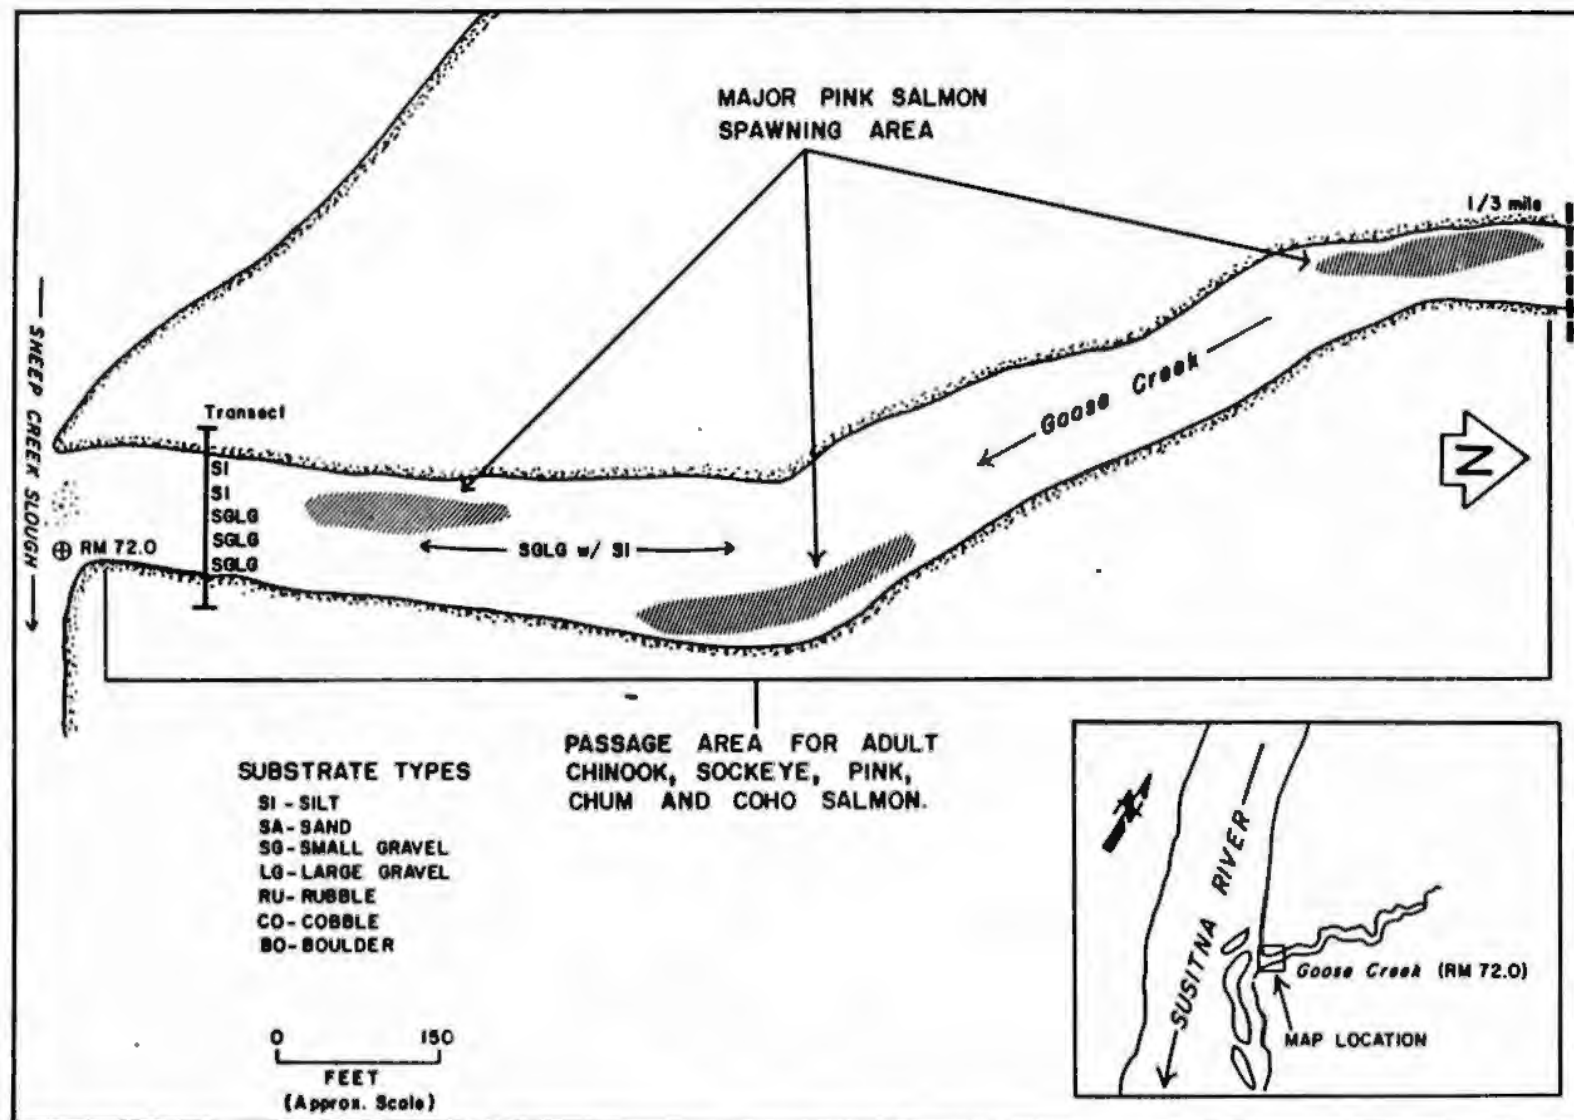 MAJOR PINK SALMON
SPAWNING AREA
1/3 mile
SHEEP CREEK SLOUGH
Transect
SI
SI
SGLG
SGLG
SGLG
RM 72.0
SGLG w/ SI
Goose Creek
N
PASSAGE AREA FOR ADULT
CHINOOK, SOCKEYE, PINK,
CHUM AND COHO SALMON.
SUBSTRATE TYPES
SI - SILT
SA - SAND
SG - SMALL GRAVEL
LG - LARGE GRAVEL
RU - RUBBLE
CO - COBBLE
BO - BOULDER
0 150
FEET
(Approx. Scale)
N
SUSITNA RIVER
Goose Creek (RM 72.0)
MAP LOCATION